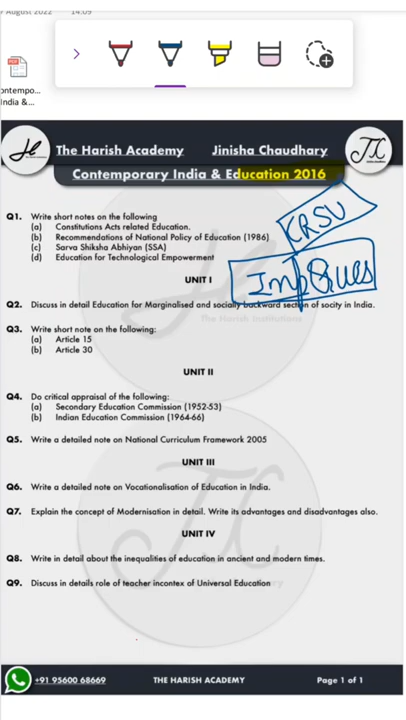 August 2022 14:09
ontempo...
India &...
The Harish Academy Jinisha Chaudhary
Contemporary India & Education 2016
CRSU
Imp Ques
Q1. Write short notes on the following
(a) Constitutions Acts related Education.
(b) Recommendations of National Policy of Education (1986)
(c) Sarva Shiksha Abhiyan (SSA)
(d) Education for Technological Empowerment
UNIT I
Q2. Discuss in detail Education for Marginalised and socially backward section of socity in India.
The Harish Institutions
Q3. Write short note on the following:
(a) Article 15
(b) Article 30
UNIT II
Q4. Do critical appraisal of the following:
(a) Secondary Education Commission (1952-53)
(b) Indian Education Commission (1964-66)
Q5. Write a detailed note on National Curriculum Framework 2005
UNIT III
Q6. Write a detailed note on Vocationalisation of Education in India.
Q7. Explain the concept of Modernisation in detail. Write its advantages and disadvantages also.
UNIT IV
Q8. Write in detail about the inequalities of education in ancient and modern times.
Q9. Discuss in details role of teacher incontex of Universal Education
+91 95600 68669 THE HARISH ACADEMY Page 1 of 1